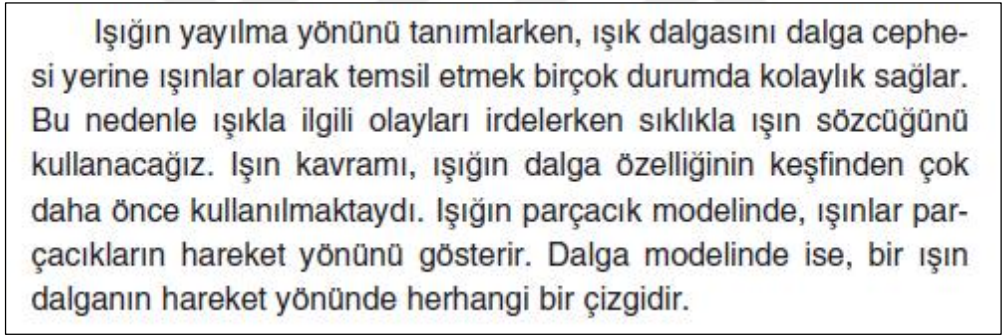 Işığın yayılma yönünü tanımlarken, ışık dalgasını dalga cephe-
si yerine ışınlar olarak temsil etmek birçok durumda kolaylık sağlar.
Bu nedenle ışıkla ilgili olayları irdelerken sıklıkla ışın sözcüğünü
kullanacağız. Işın kavramı, ışığın dalga özelliğinin keşfinden çok
daha önce kullanılmaktaydı. Işığın parçacık modelinde, ışınlar par-
çacıkların hareket yönünü gösterir. Dalga modelinde ise, bir ışın
dalganın hareket yönünde herhangi bir çizgidir.